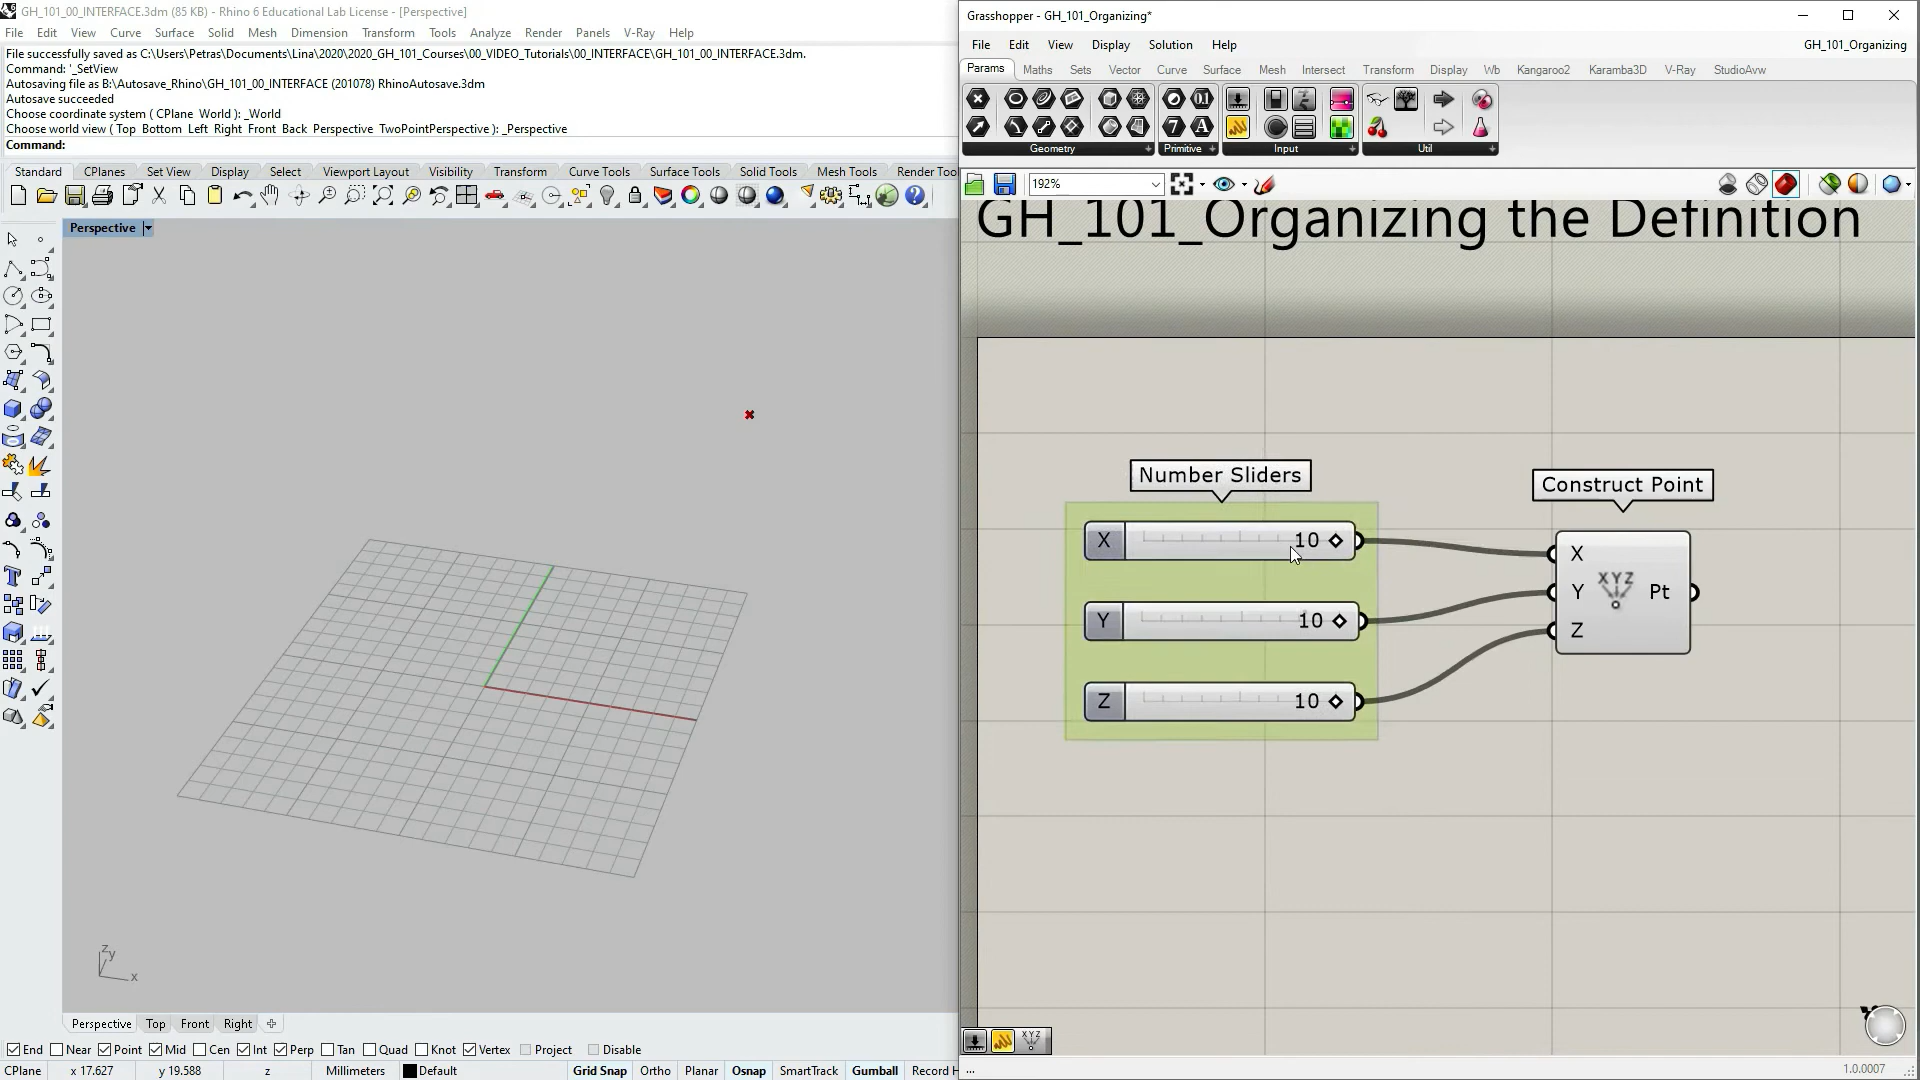 GH_101_00_INTERFACE.3dm (85 KB) - Rhino 6 Educational Lab License - [Perspective]
File Edit View Curve Surface Solid Mesh Dimension Transform Tools Analyze Render Panels V-Ray Help
File successfully saved as C:\Users\Petras\Documents\Lina\2020\2020_GH_101_Courses\00_VIDEO_Tutorials\00_INTERFACE\GH_101_00_INTERFACE.3dm.
Command: '_SetView
Autosaving file as B:\Autosave_Rhino\GH_101_00_INTERFACE (201078) RhinoAutosave.3dm
Autosave succeeded
Choose coordinate system ( CPlane World ): _World
Choose world view ( Top Bottom Left Right Front Back Perspective TwoPointPerspective ): _Perspective
Command:
Standard CPlanes Set View Display Select Viewport Layout Visibility Transform Curve Tools Surface Tools Solid Tools Mesh Tools Render Too
Perspective
z y
x
Perspective Top Front Right
End Near Point Mid Cen Int Perp Tan Quad Knot Vertex Project Disable
CPlane x 17.627 y 19.588 z Millimeters Default Grid Snap Ortho Planar Osnap SmartTrack Gumball Record H
Grasshopper - GH_101_Organizing*
File Edit View Display Solution Help GH_101_Organizing
Params Maths Sets Vector Curve Surface Mesh Intersect Transform Display Wb Kangaroo2 Karamba3D V-Ray StudioAvw
Geometry Primitive Input Util
192%
GH_101_Organizing the Definition
Number Sliders
Construct Point
X 10
Y 10
Z 10
X
Y
Z
XYZ
Pt
XYZ
...
1.0.0007